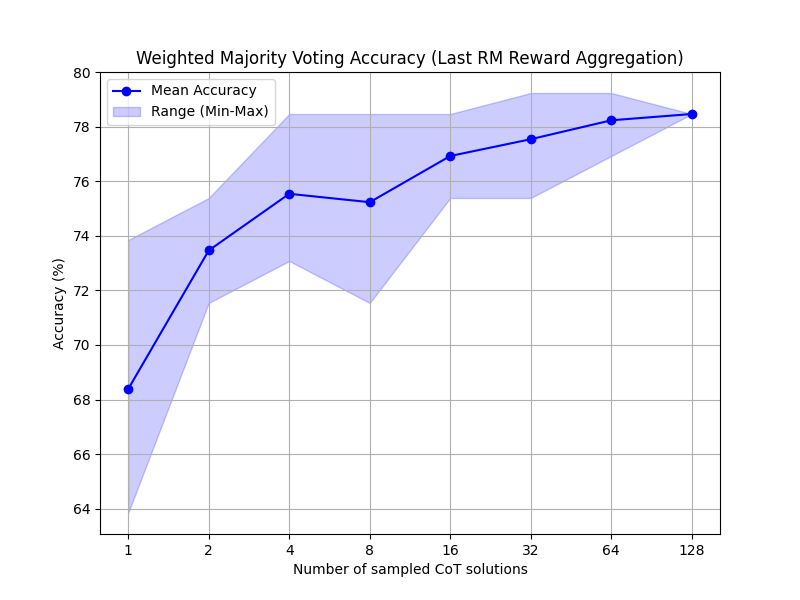 Weighted Majority Voting Accuracy (Last RM Reward Aggregation)
Mean Accuracy
Range (Min-Max)
Accuracy (%)
80
78
76
74
72
70
68
66
64
1 2 4 8 16 32 64 128
Number of sampled CoT solutions